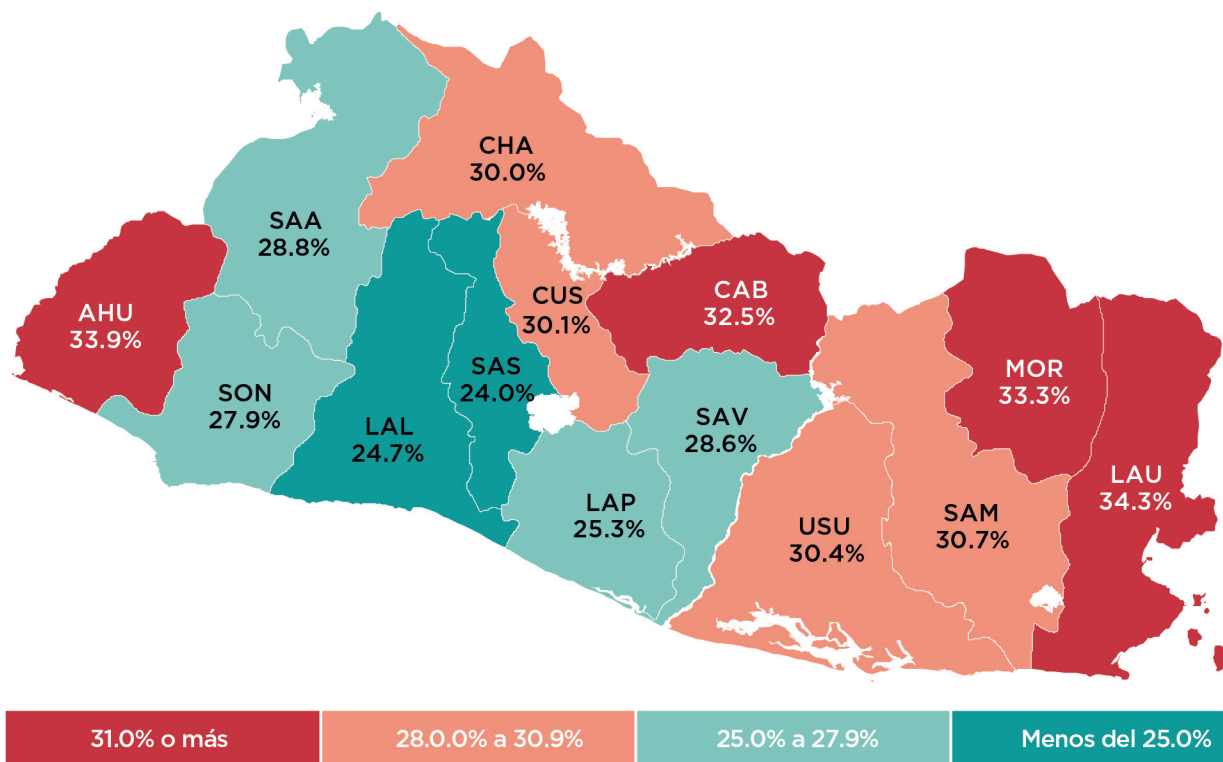 CHA
30.0%
SAA
28.8%
AHU
33.9%
SON
27.9%
LAL
24.7%
SAS
24.0%
CUS
30.1%
CAB
32.5%
SAV
28.6%
LAP
25.3%
USU
30.4%
SAM
30.7%
MOR
33.3%
LAU
34.3%
31.0% o más
28.0.0% a 30.9%
25.0% a 27.9%
Menos del 25.0%